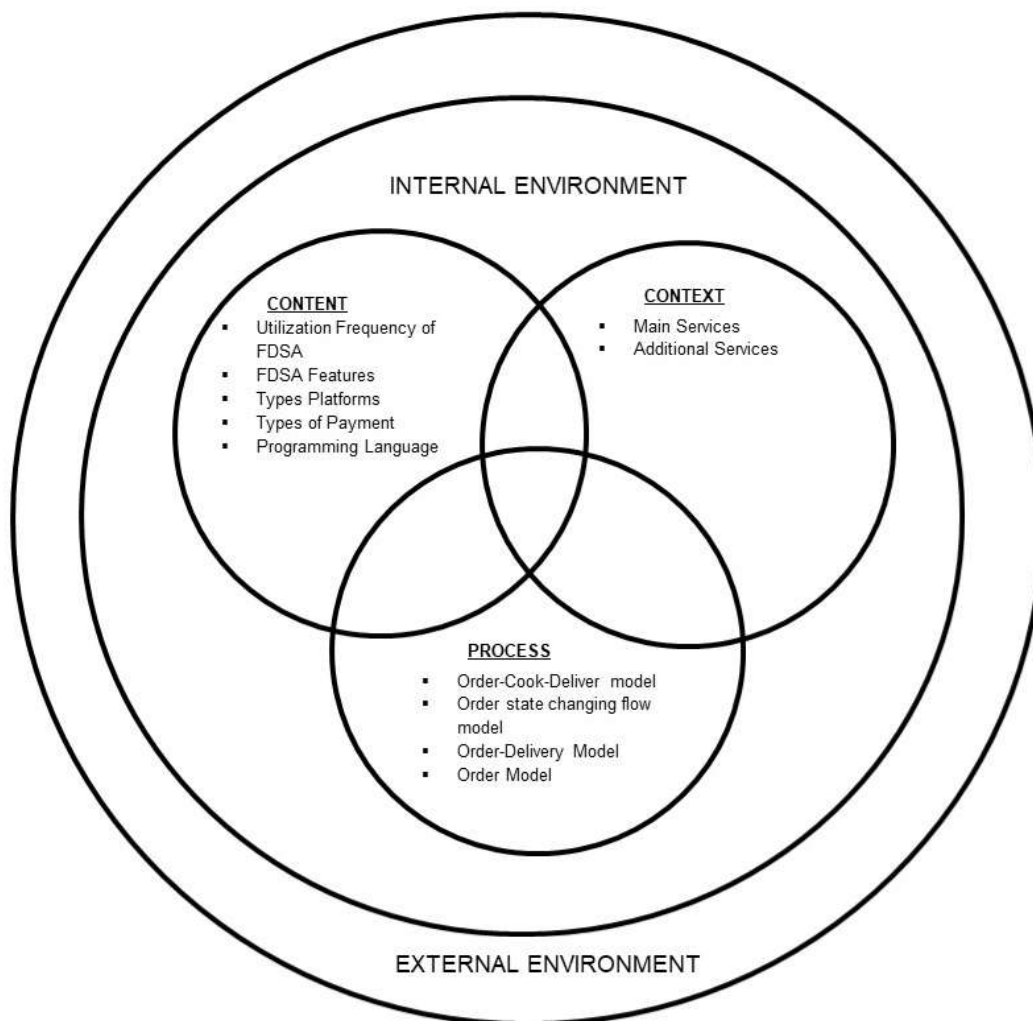 INTERNAL ENVIRONMENT
CONTENT
▪ Utilization Frequency of
FDSA
▪ FDSA Features
▪ Types Platforms
▪ Types of Payment
▪ Programming Language
CONTEXT
▪ Main Services
▪ Additional Services
PROCESS
▪ Order-Cook-Deliver model
▪ Order state changing flow
model
▪ Order-Delivery Model
▪ Order Model
EXTERNAL ENVIRONMENT